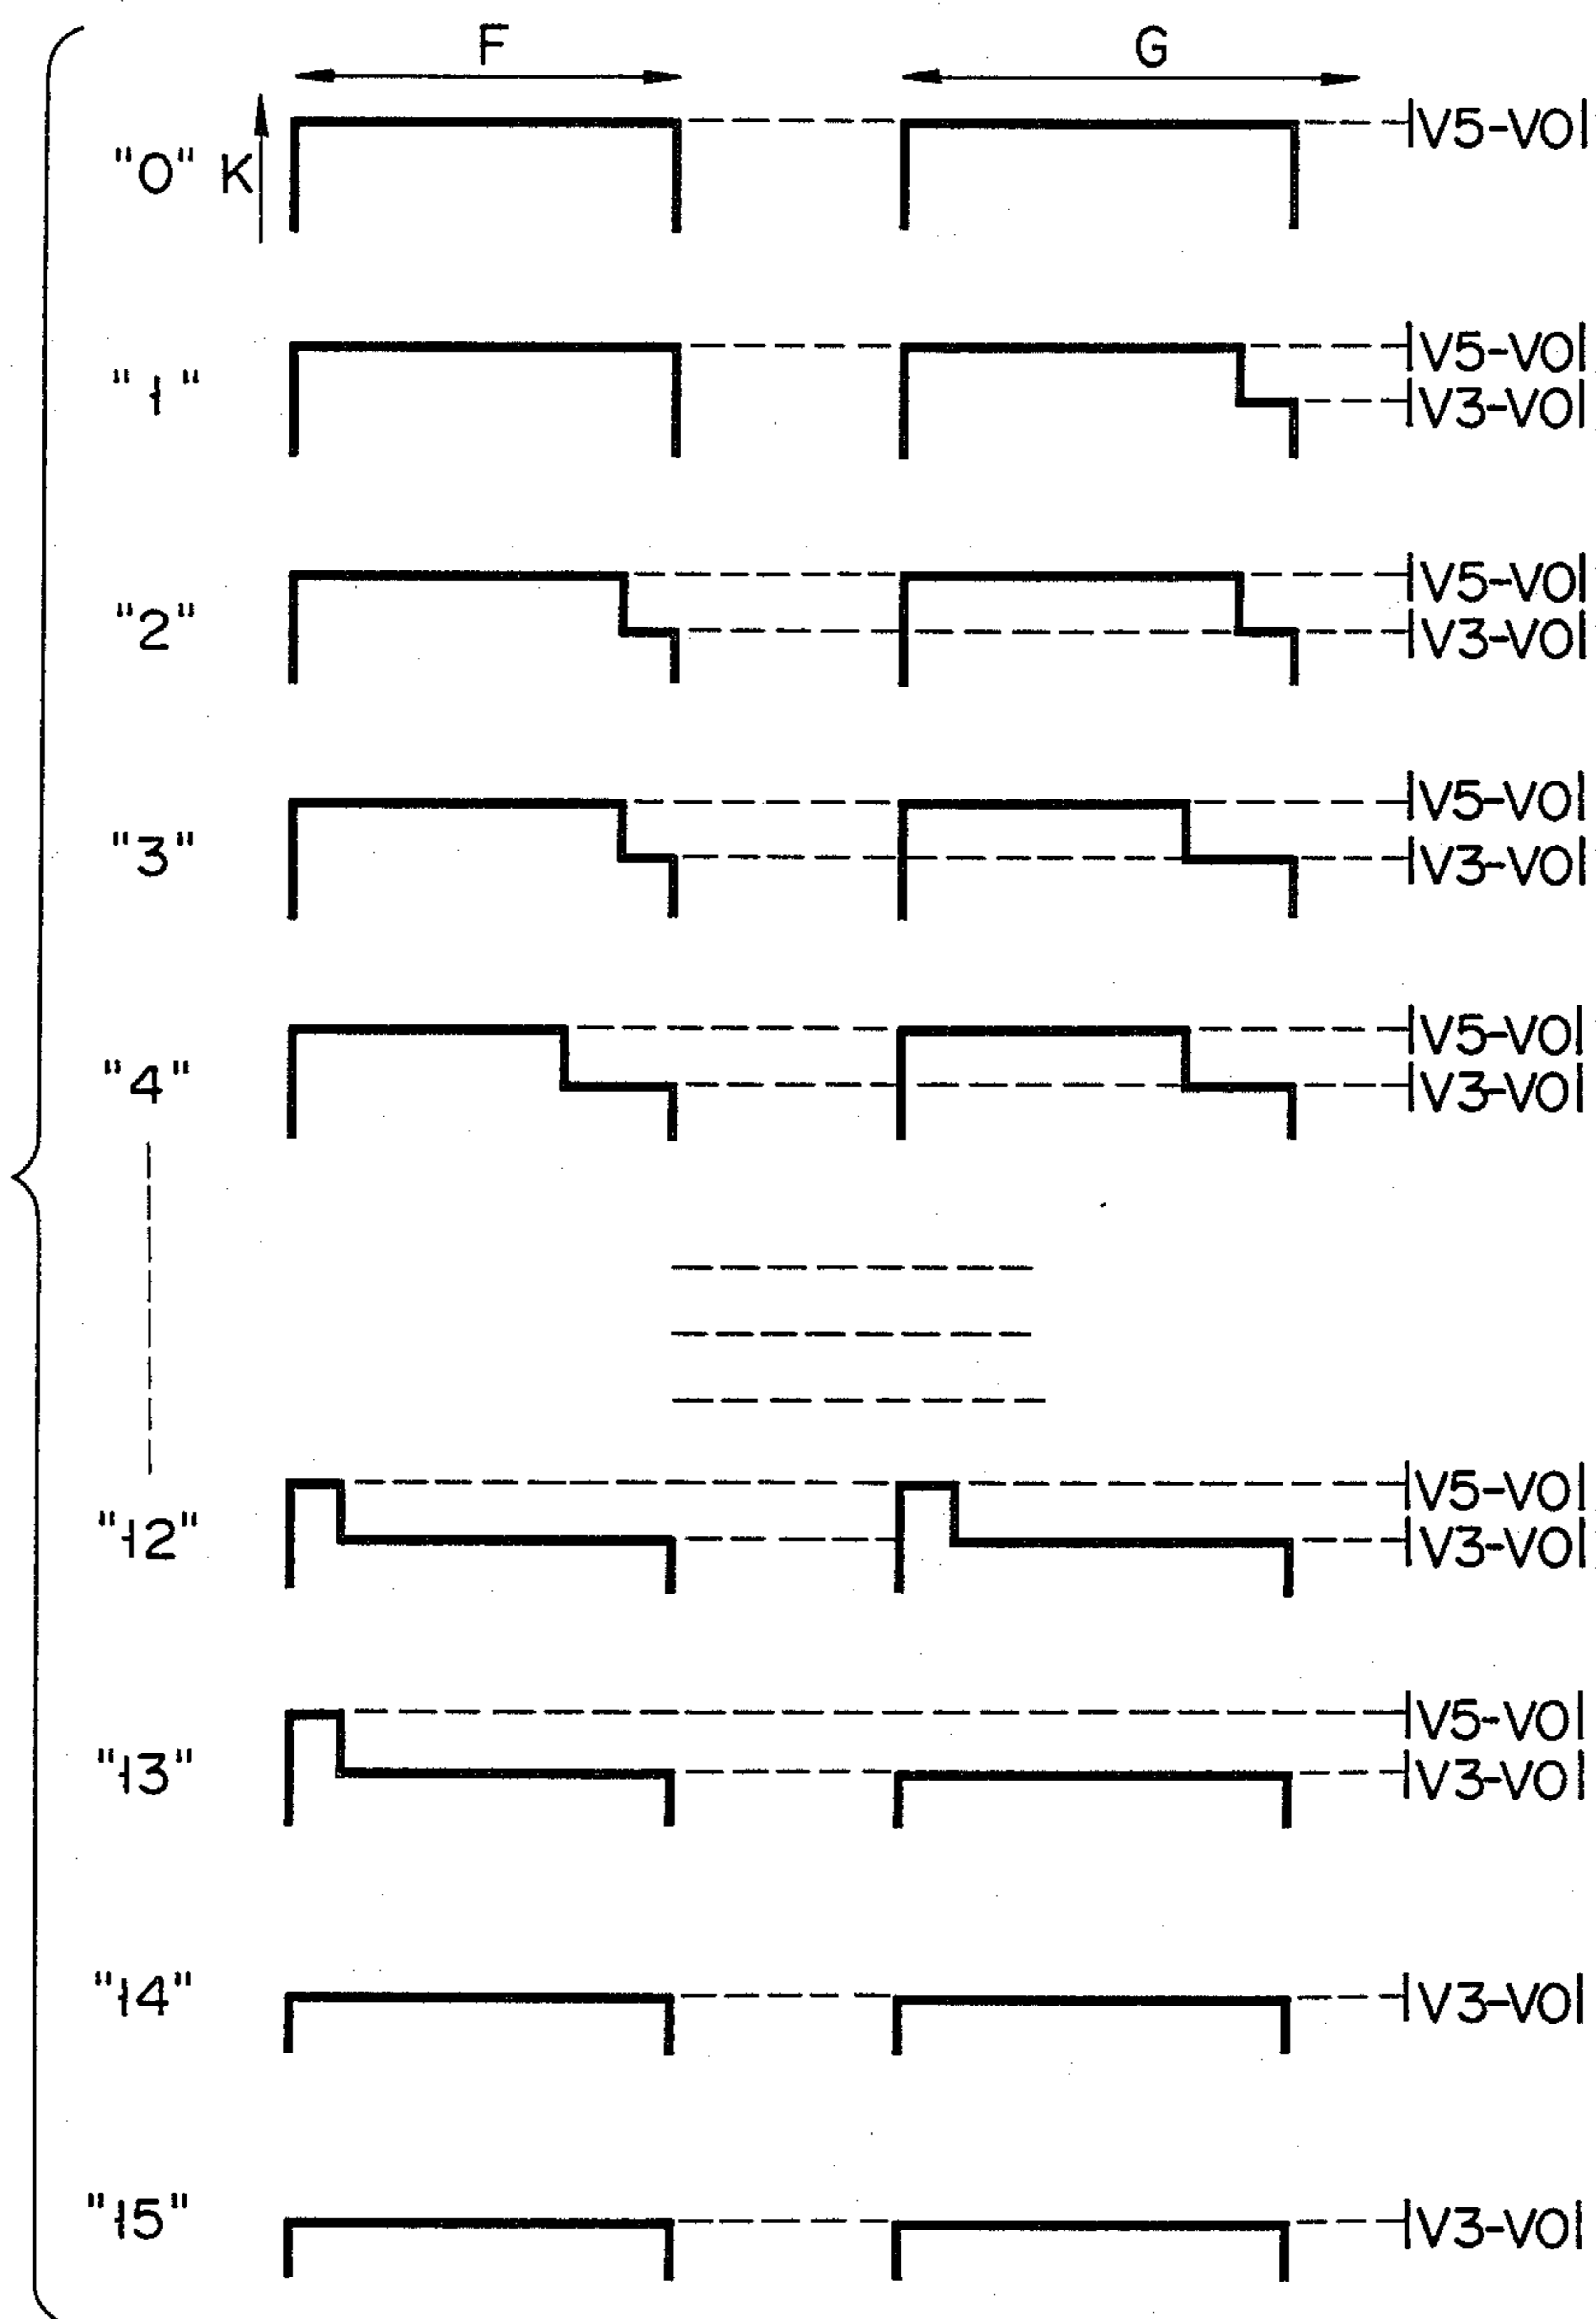 F G
"0" K |V5-V0|
"1" |V5-V0|
|V3-V0|
"2" |V5-V0|
|V3-V0|
"3" |V5-V0|
|V3-V0|
"4" |V5-V0|
|V3-V0|
"12" |V5-V0|
|V3-V0|
"13" |V5-V0|
|V3-V0|
"14" |V3-V0|
"15" |V3-V0|